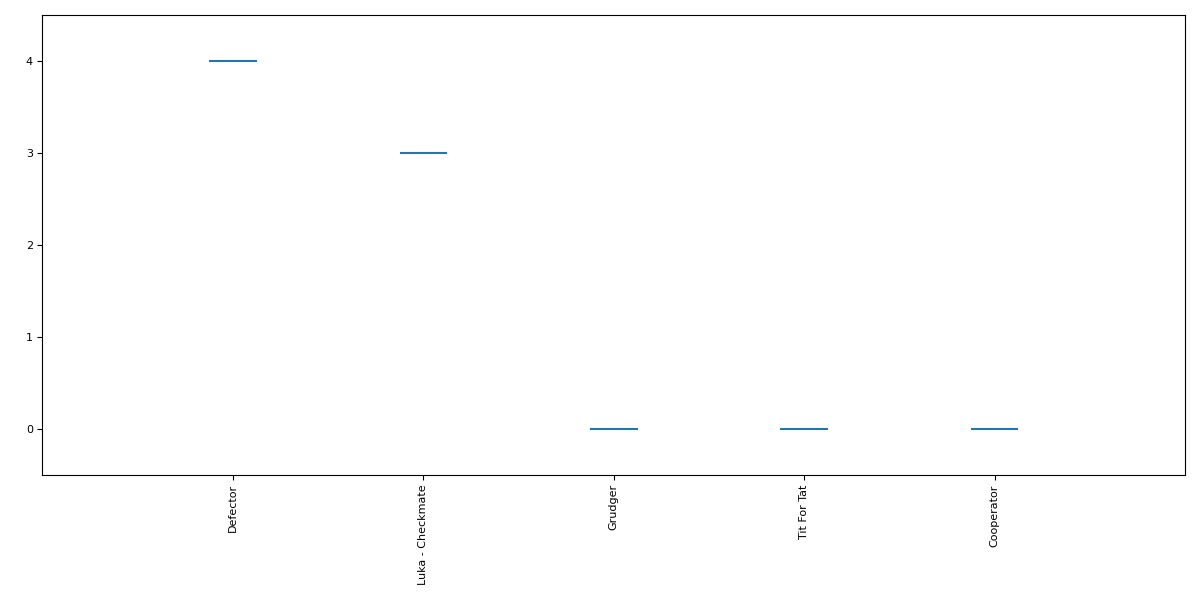 4
3
2
1
0
Defector
Luka - Checkmate
Grudger
Tit For Tat
Cooperator